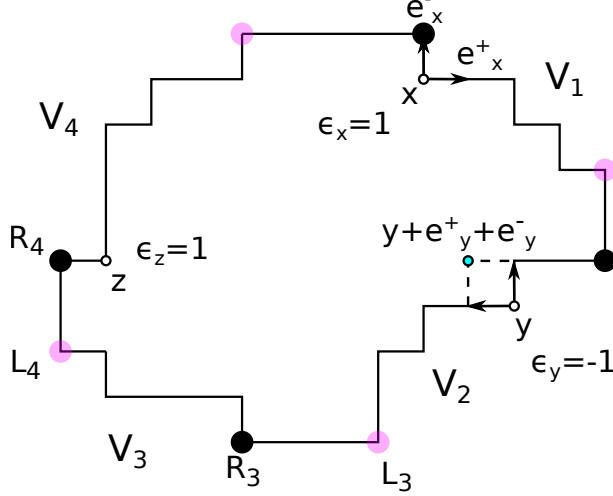 e⁻ₓ
e⁺ₓ
V₁
x
V₄
ϵₓ=1
R₄
ϵ_z=1
y+e⁺_y+e⁻_y
z
y
L₄
ϵ_y=-1
V₂
V₃
R₃
L₃